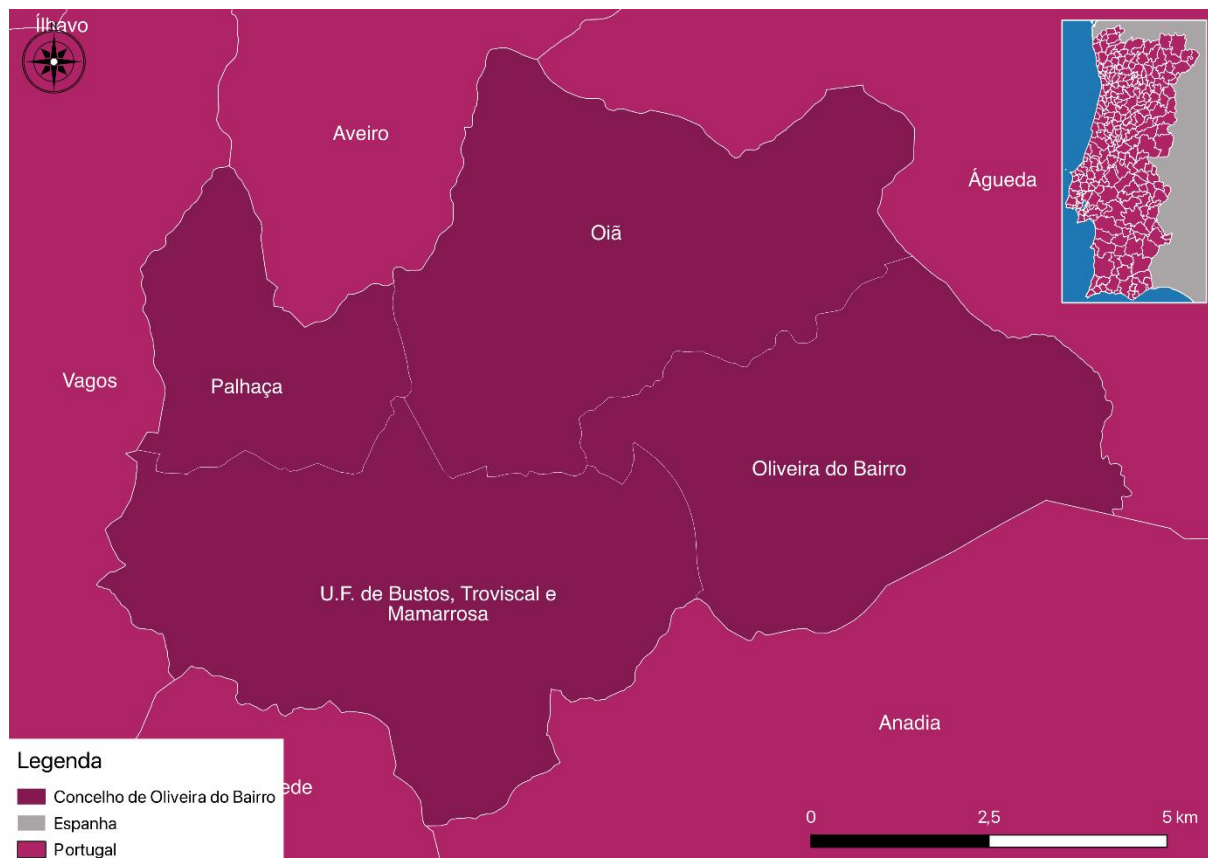 Ílhavo
Aveiro
Águeda
Oiã
Vagos
Palhaça
Oliveira do Bairro
U.F. de Bustos, Troviscal e
Mamarrosa
Anadia
Legenda
Concelho de Oliveira do Bairro
Espanha
Portugal
ede
0
2,5
5 km